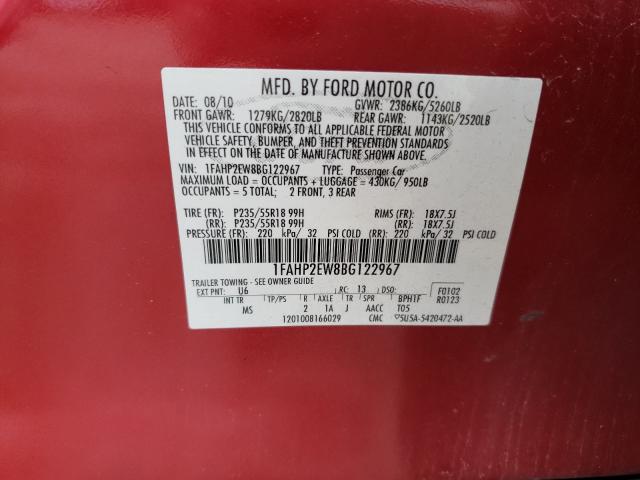 MFD. BY FORD MOTOR CO.
DATE: 08/10 GVWR: 2386KG/5260LB
FRONT GAWR: 1279KG/2820LB REAR GAWR: 1143KG/2520LB
THIS VEHICLE CONFORMS TO ALL APPLICABLE FEDERAL MOTOR
VEHICLE SAFETY, BUMPER, AND THEFT PREVENTION STANDARDS
IN EFFECT ON THE DATE OF MANUFACTURE SHOWN ABOVE.
VIN: 1FAHP2EW8BG122967 TYPE: Passenger Car
MAXIMUM LOAD = OCCUPANTS + LUGGAGE = 430KG/ 950LB
OCCUPANTS = 5 TOTAL; 2 FRONT, 3 REAR
TIRE (FR): P235/55R18 99H RIMS (FR): 18X7.5J
(RR): P235/55R18 99H (RR): 18X7.5J
PRESSURE (FR): 220 kPa/ 32 PSI COLD (RR): 220 kPa/ 32 PSI COLD
1FAHP2EW8BG122967
TRAILER TOWING - SEE OWNER GUIDE
EXT PNT: U6 RC: 13 DSO: F0102
INT TR TP/PS R AXLE TR SPR BPH1F R0123
MS 2 1A J AACC T05
1201008166029 CMC 5U5A-5420472-AA